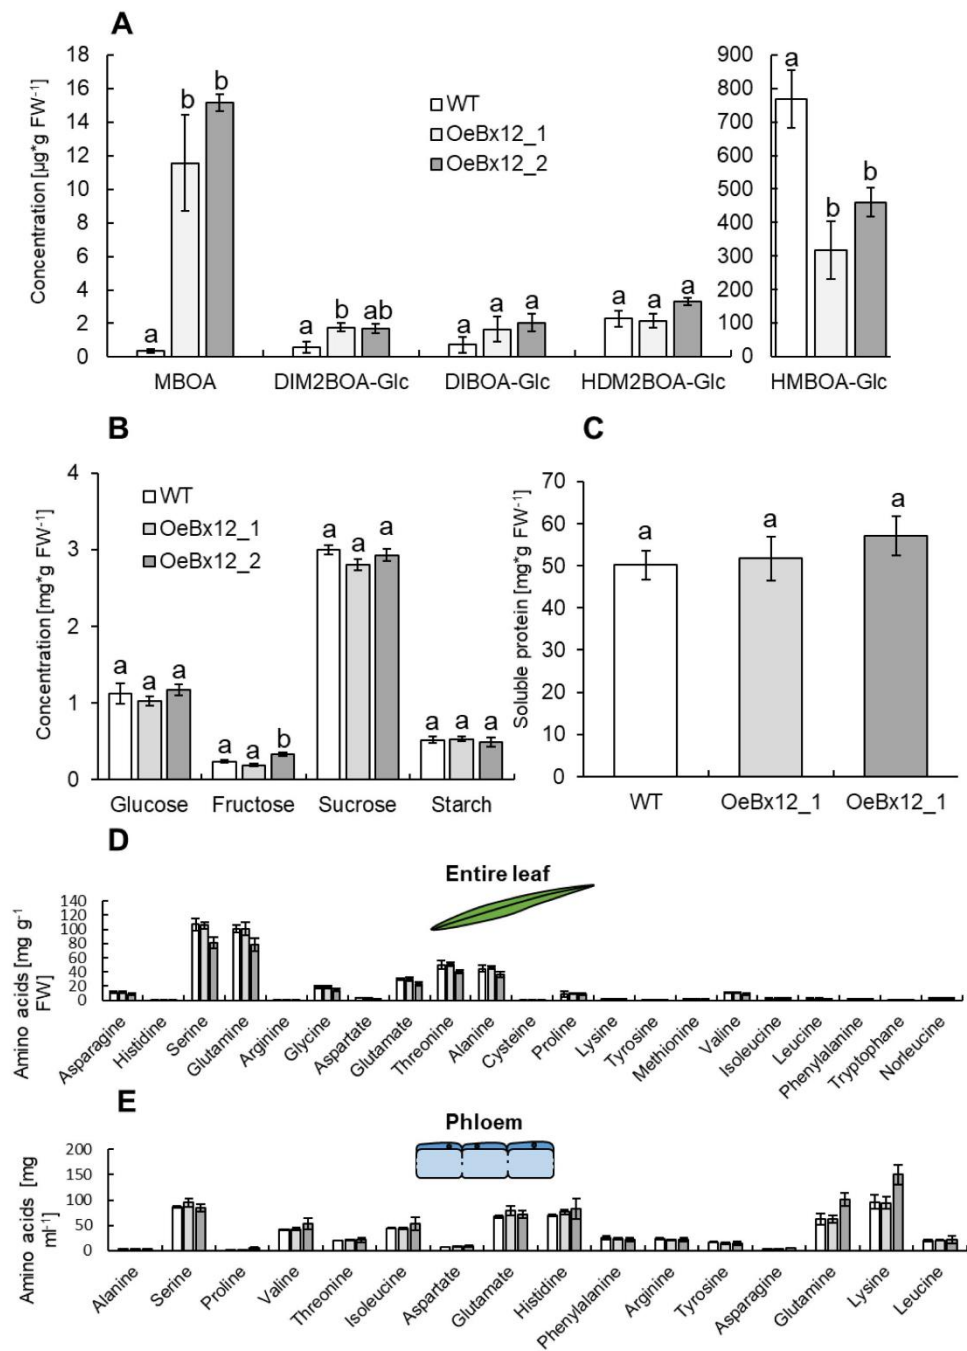 A
Concentration [µg*g FW⁻¹]
18
16
14
12
10
8
6
4
2
0
WT
OeBx12_1
OeBx12_2
a b b
a b ab
a a a
a a a
MBOA DIM2BOA-Glc DIBOA-Glc HDM2BOA-Glc
900
800
700
600
500
400
300
200
100
0
a b b
HMBOA-Glc
B
Concentration [mg*g FW⁻¹]
4
3
2
1
0
WT
OeBx12_1
OeBx12_2
a a a
a a b
a a a
a a a
Glucose Fructose Sucrose Starch
C
Soluble protein [mg*g FW⁻¹]
70
60
50
40
30
20
10
0
a a a
WT OeBx12_1 OeBx12_1
D
Entire leaf
Amino acids [mg g⁻¹
FW]
140
120
100
80
60
40
20
0
Asparagine
Histidine
Serine
Glutamine
Arginine
Glycine
Aspartate
Glutamate
Threonine
Alanine
Cysteine
Proline
Lysine
Tyrosine
Methionine
Valine
Isoleucine
Leucine
Phenylalanine
Tryptophane
Norleucine
E
Phloem
Amino acids [mg
ml⁻¹]
200
150
100
50
0
Alanine
Serine
Proline
Valine
Threonine
Isoleucine
Aspartate
Glutamate
Histidine
Phenylalanine
Arginine
Tyrosine
Asparagine
Glutamine
Lysine
Leucine